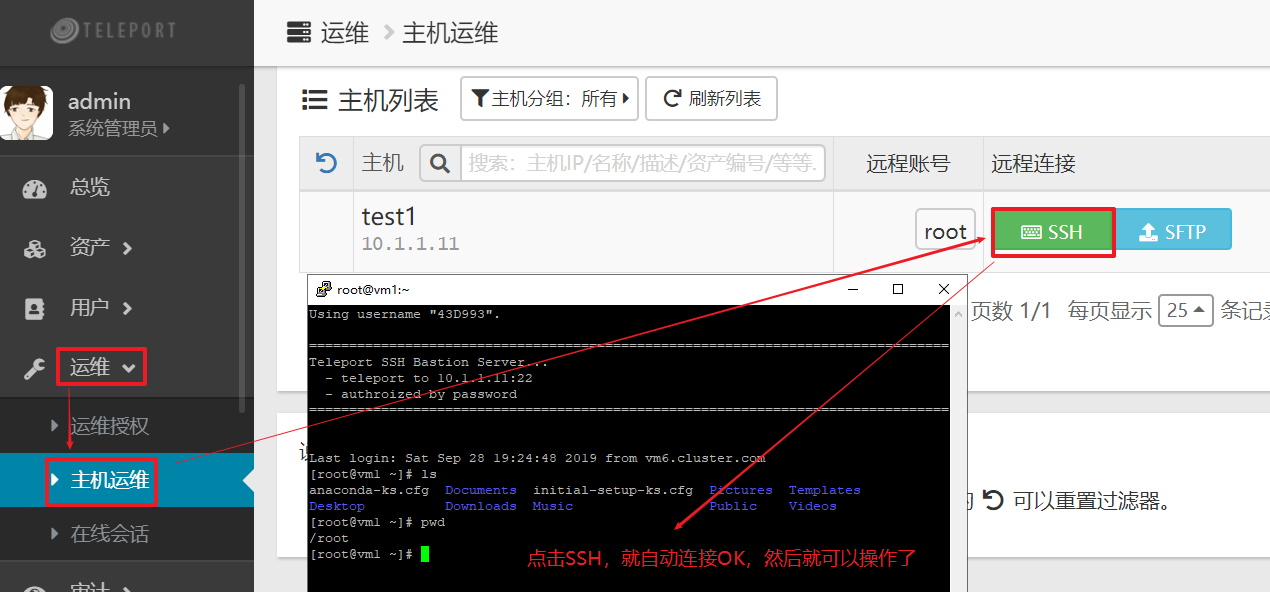 TELEPORT
运维 主机运维
admin
系统管理员
总览
资产
用户
运维
运维授权
主机运维
在线会话
审计
主机列表 主机分组：所有 刷新列表
主机 搜索：主机IP/名称/描述/资产编号/等等. 远程账号 远程连接
test1
10.1.1.11
root SSH SFTP
页数 1/1 每页显示 25 条记录
可以重置过滤器。
root@vm1:~
Using username "43D993".
===============================================================================
Teleport SSH Bastion Server...
- teleport to 10.1.1.11:22
- authroized by password
===============================================================================
Last login: Sat Sep 28 19:24:48 2019 from vm6.cluster.com
[root@vm1 ~]# ls
anaconda-ks.cfg Documents initial-setup-ks.cfg Pictures Templates
Desktop Downloads Music Public Videos
[root@vm1 ~]# pwd
/root
[root@vm1 ~]#
点击SSH，就自动连接OK，然后就可以操作了